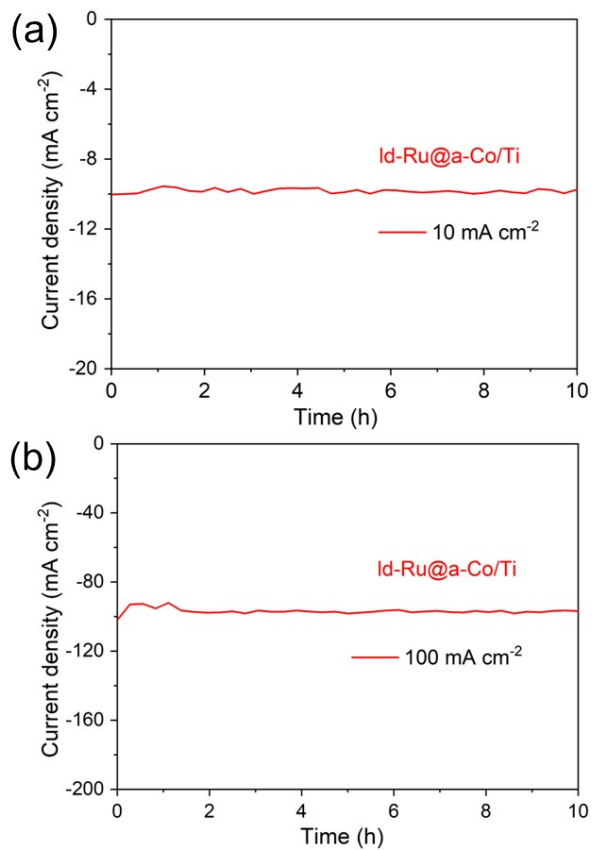 (a)
0
-4
-8
-12
-16
-20
Current density (mA cm⁻²)
ld-Ru@a-Co/Ti
10 mA cm⁻²
0 2 4 6 8 10
Time (h)
(b)
0
-40
-80
-120
-160
-200
Current density (mA cm⁻²)
ld-Ru@a-Co/Ti
100 mA cm⁻²
0 2 4 6 8 10
Time (h)